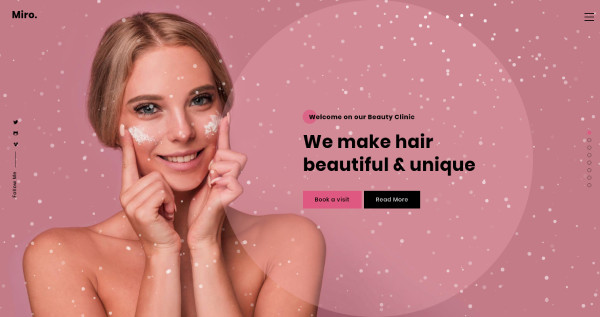 Miro.
Welcome on our Beauty Clinic
We make hair
beautiful & unique
Book a visit
Read More
Follow Me